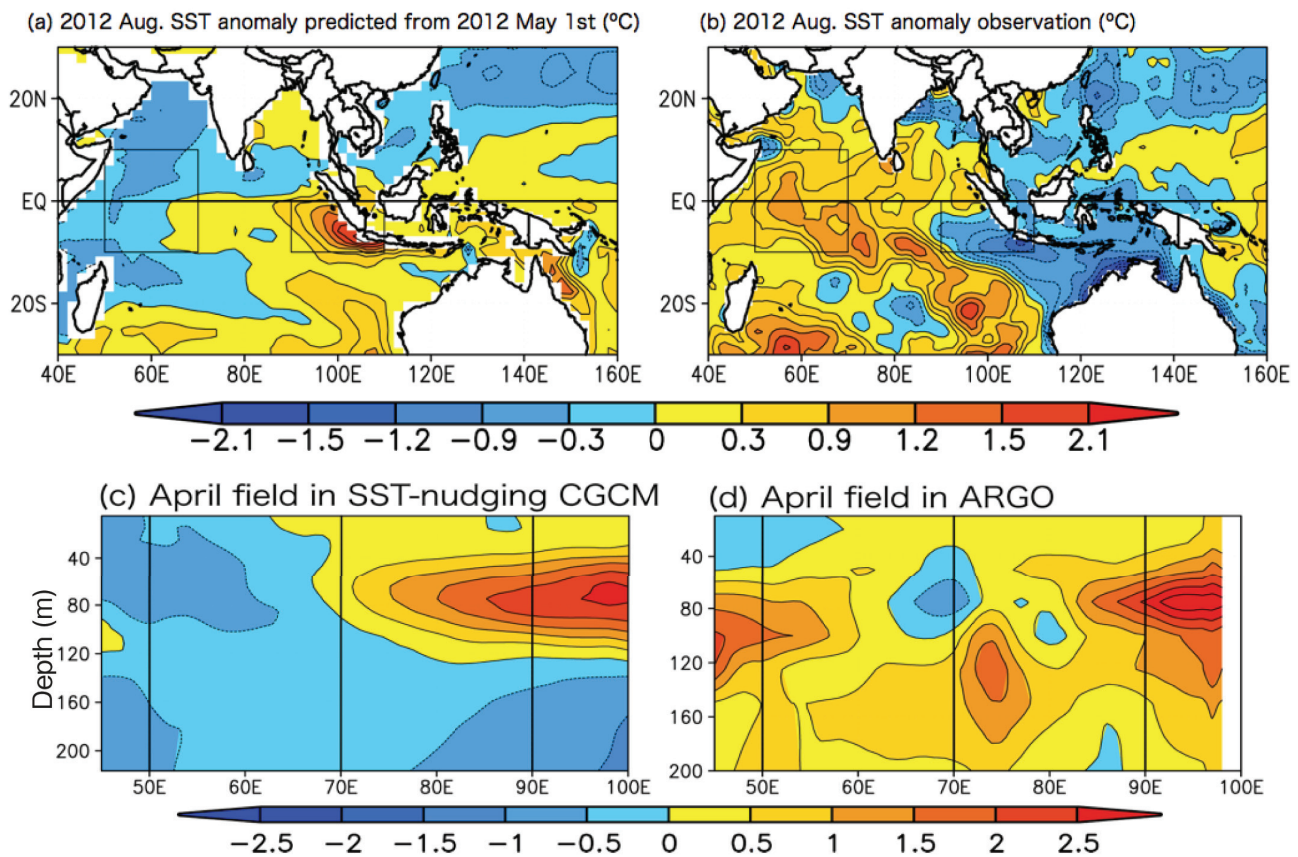 (a) 2012 Aug. SST anomaly predicted from 2012 May 1st (ºC)
(b) 2012 Aug. SST anomaly observation (ºC)
20N
EQ
20S
40E 60E 80E 100E 120E 140E 160E
20N
EQ
20S
40E 60E 80E 100E 120E 140E 160E
−2.1 −1.5 −1.2 −0.9 −0.3 0 0.3 0.9 1.2 1.5 2.1
(c) April field in SST-nudging CGCM
(d) April field in ARGO
Depth (m)
40
80
120
160
200
50E 60E 70E 80E 90E 100E
40
80
120
160
200
50E 60E 70E 80E 90E 100E
−2.5 −2 −1.5 −1 −0.5 0 0.5 1 1.5 2 2.5